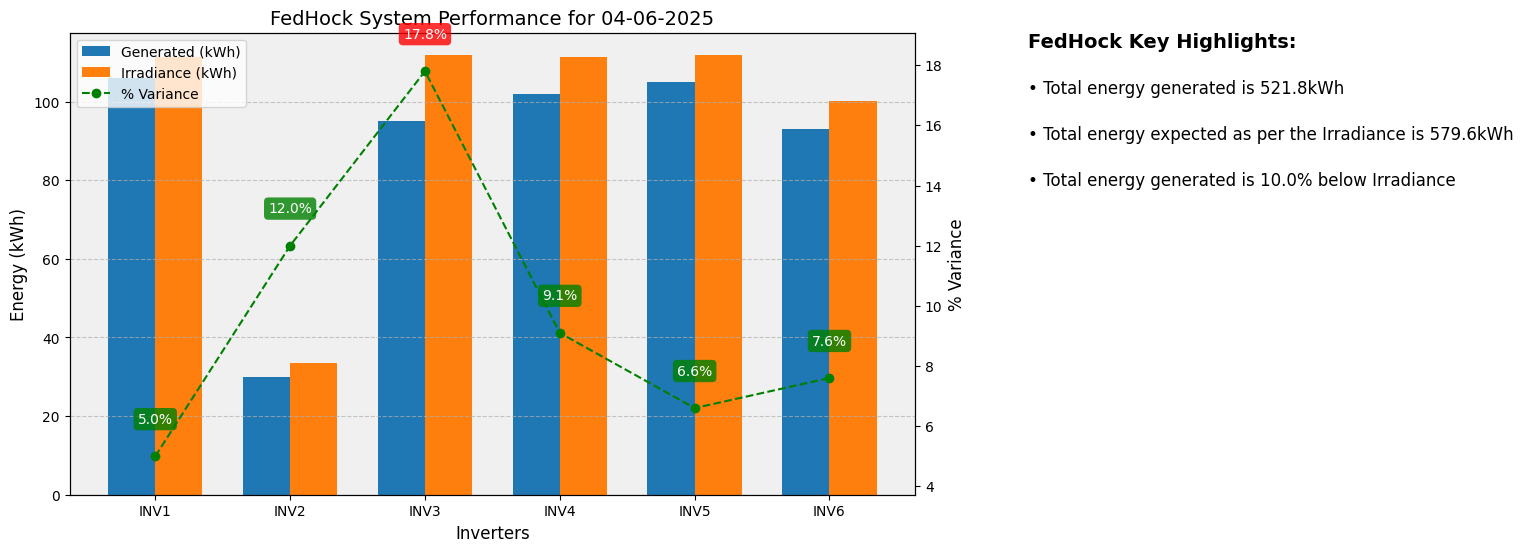 FedHock System Performance for 04-06-2025
17.8%
Generated (kWh)
Irradiance (kWh)
% Variance
12.0%
9.1%
7.6%
6.6%
5.0%
Energy (kWh)
100
80
60
40
20
0
18
16
14
12
10
8
6
4
% Variance
INV1 INV2 INV3 INV4 INV5 INV6
Inverters
FedHock Key Highlights:
• Total energy generated is 521.8kWh
• Total energy expected as per the Irradiance is 579.6kWh
• Total energy generated is 10.0% below Irradiance